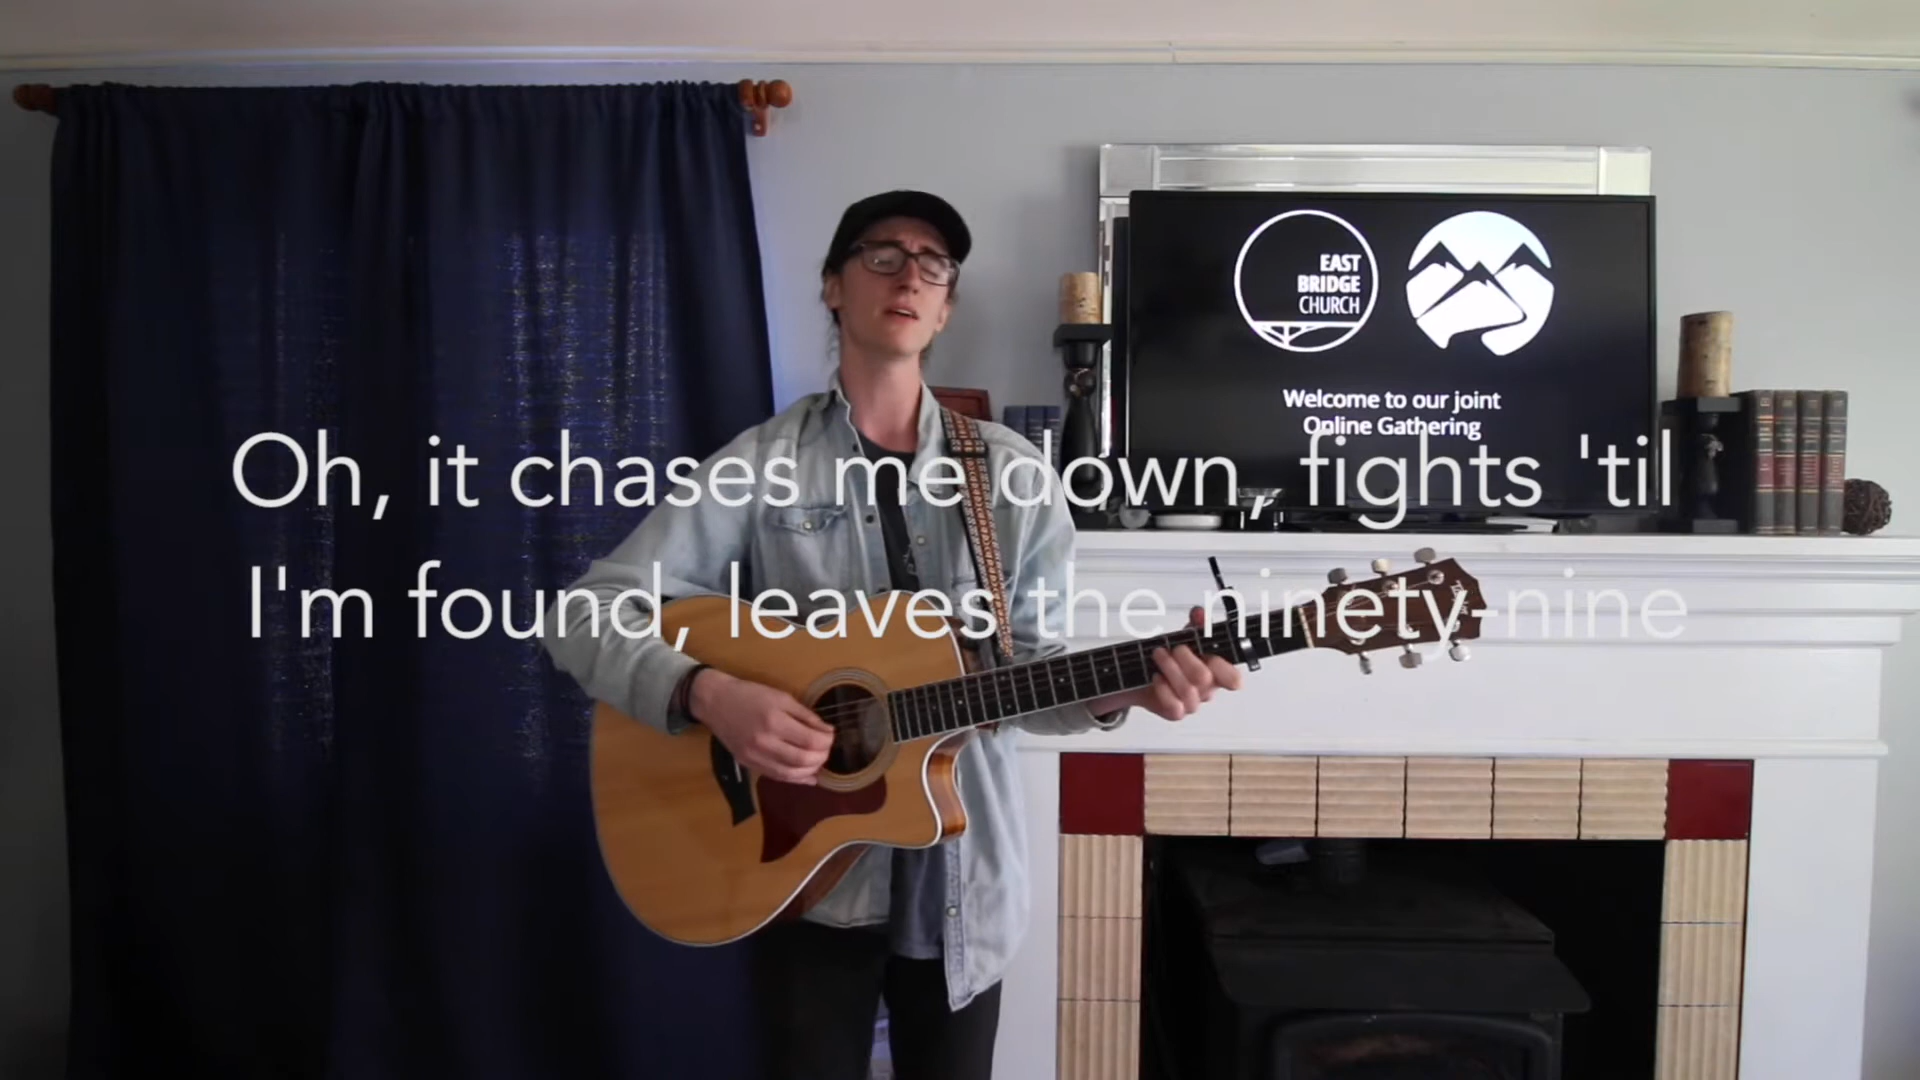 EAST
BRIDGE
CHURCH
Welcome to our joint
Online Gathering
Oh, it chases me down, fights 'til
I'm found, leaves the ninety-nine